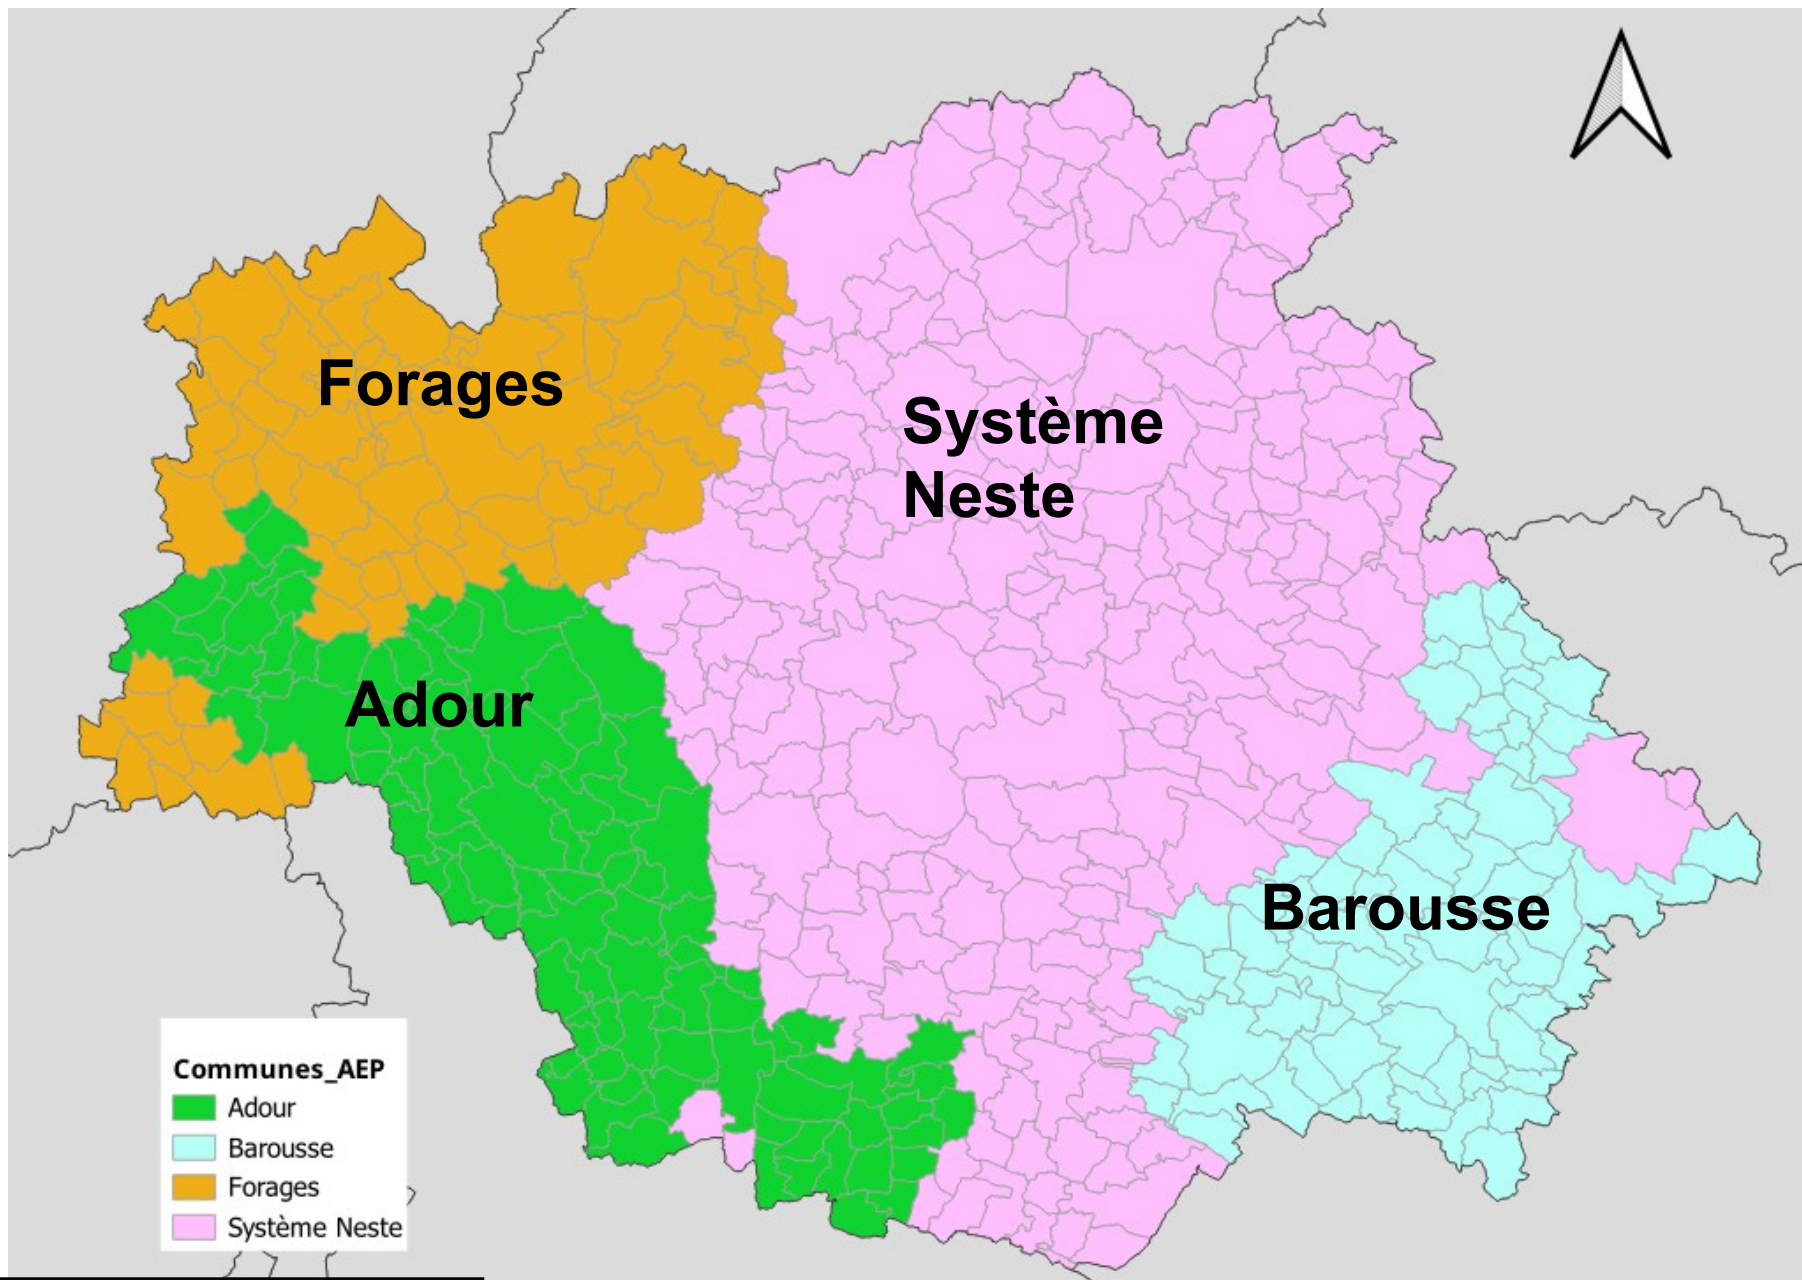 Forages
Système
Neste
Adour
Barousse
Communes_AEP
Adour
Barousse
Forages
Système Neste